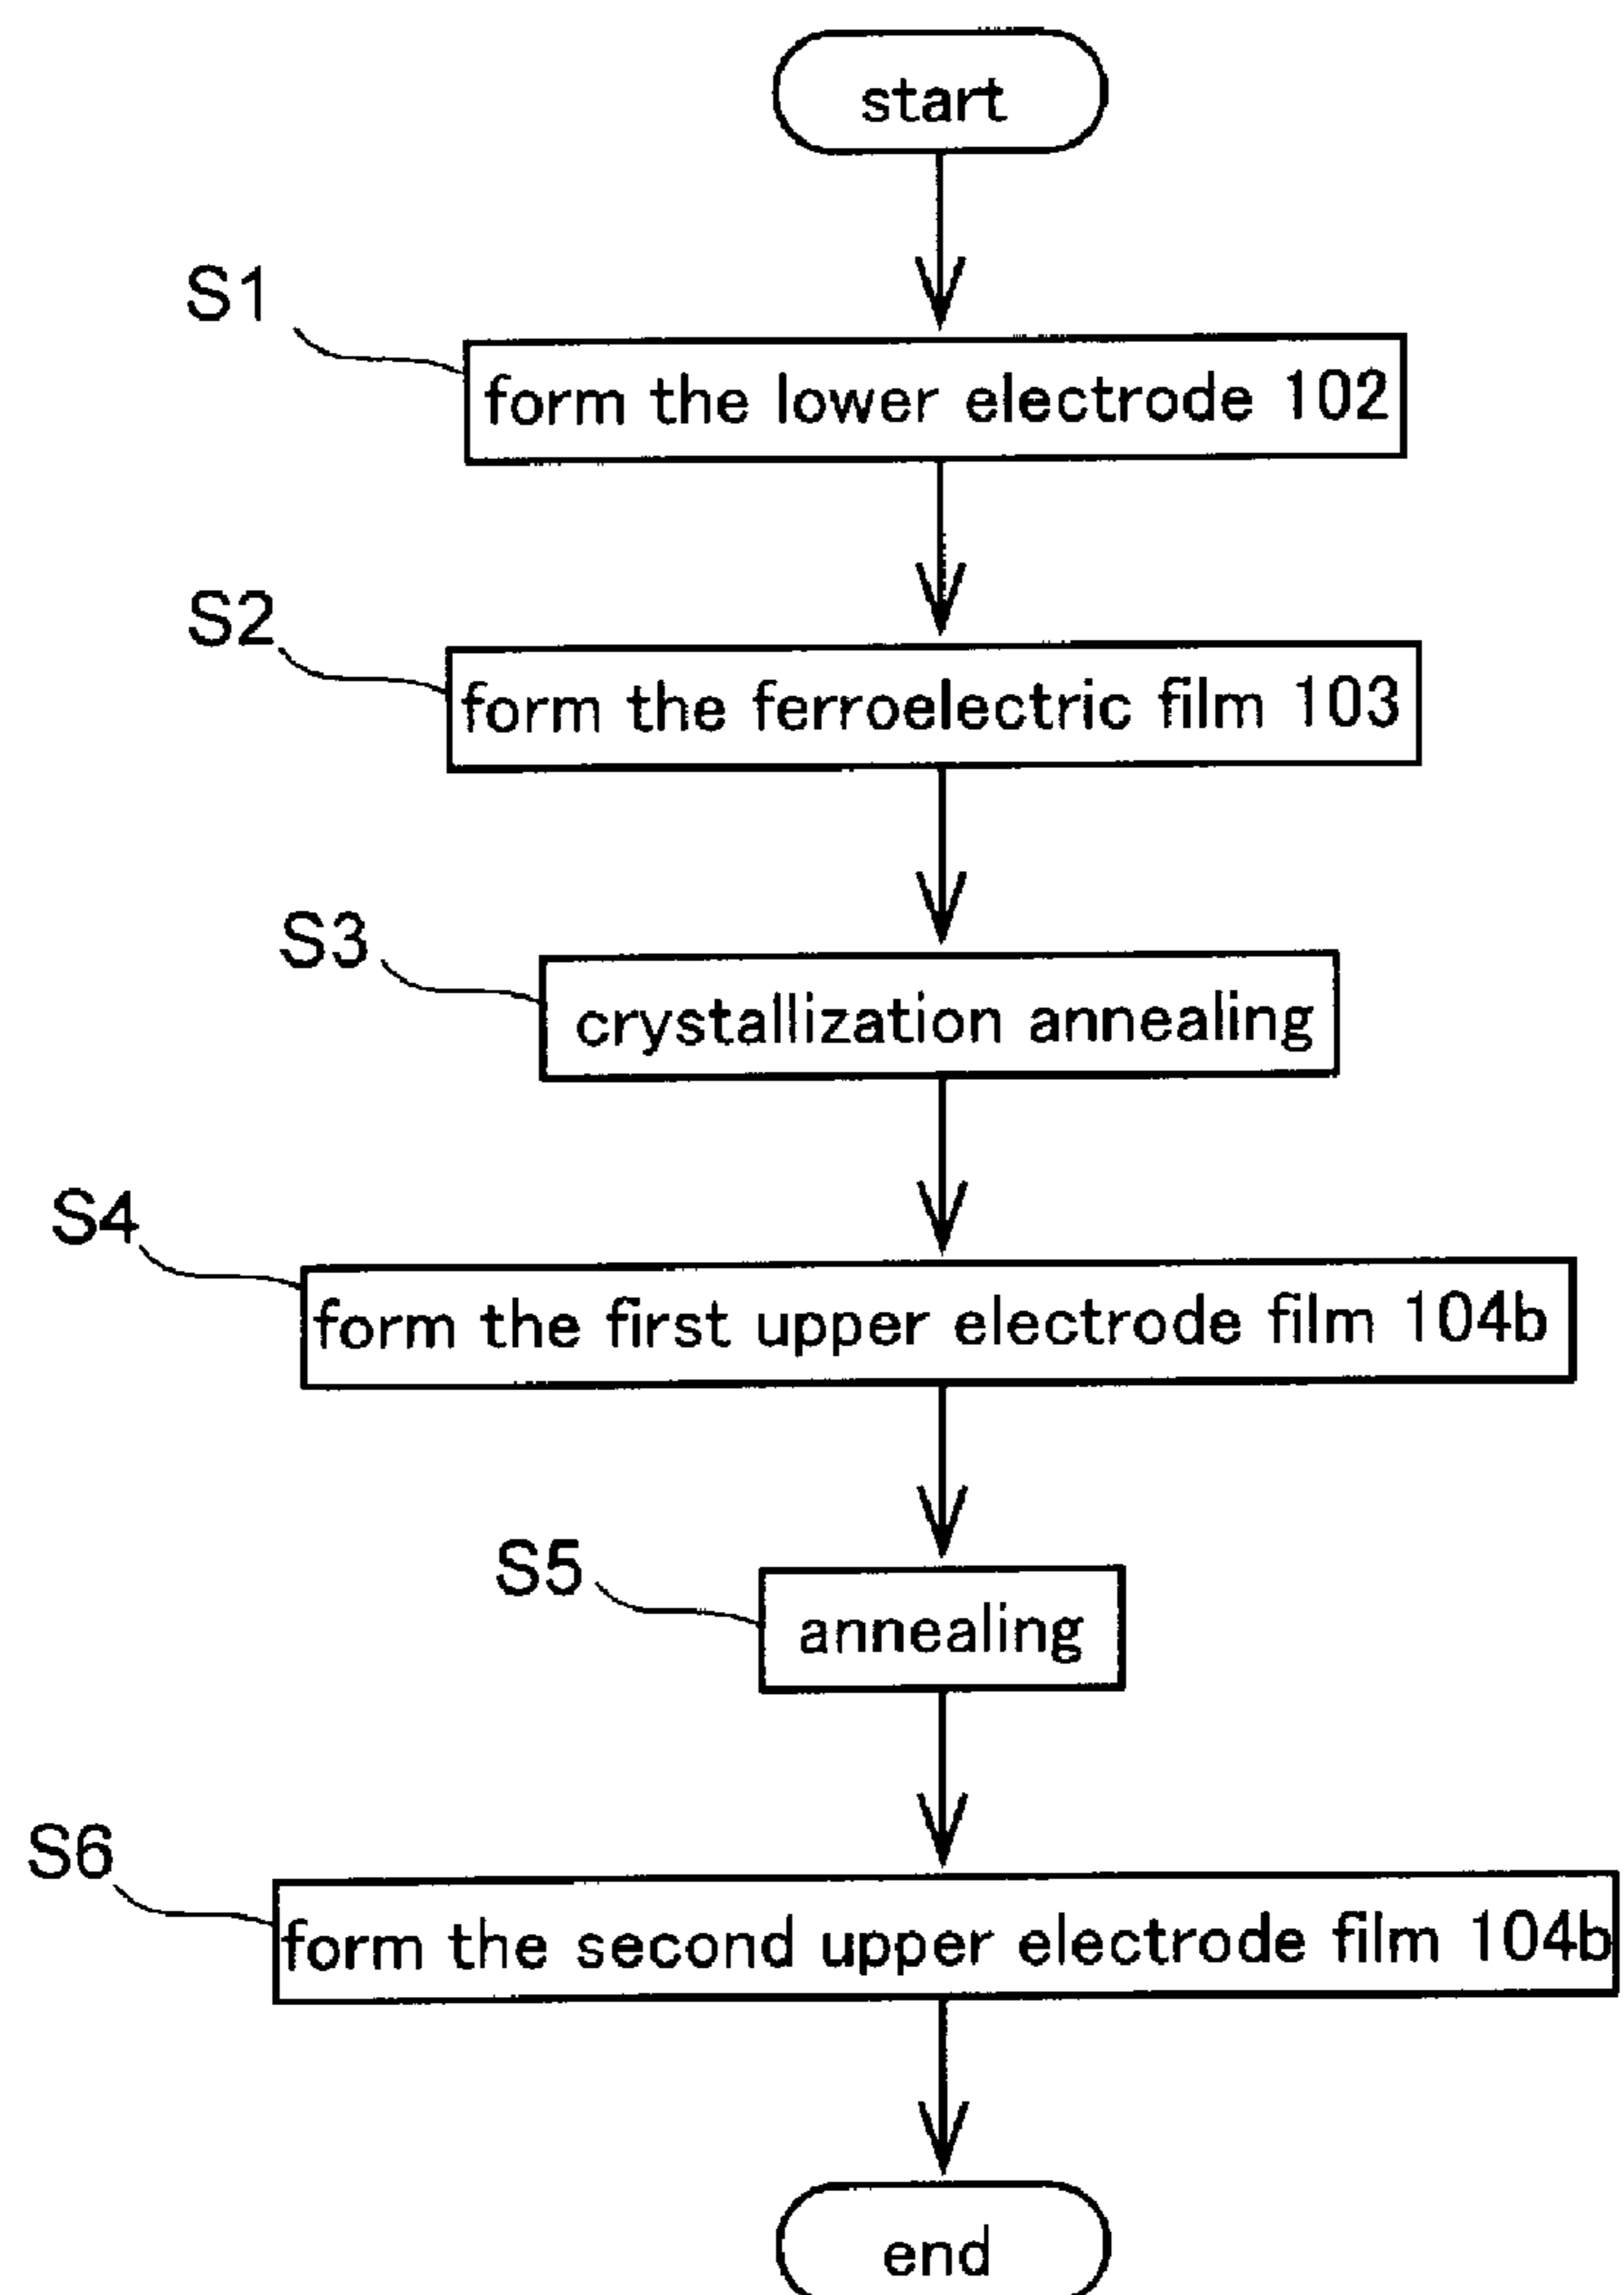 start
S1
form the lower electrode 102
S2
form the ferroelectric film 103
S3
crystallization annealing
S4
form the first upper electrode film 104b
S5
annealing
S6
form the second upper electrode film 104b
end